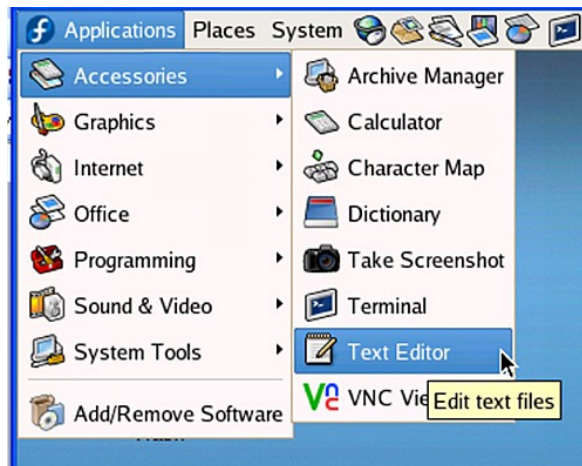 Applications Places System
Accessories
Graphics
Internet
Office
Programming
Sound & Video
System Tools
Add/Remove Software
Archive Manager
Calculator
Character Map
Dictionary
Take Screenshot
Terminal
Text Editor
VNC Vie
Edit text files